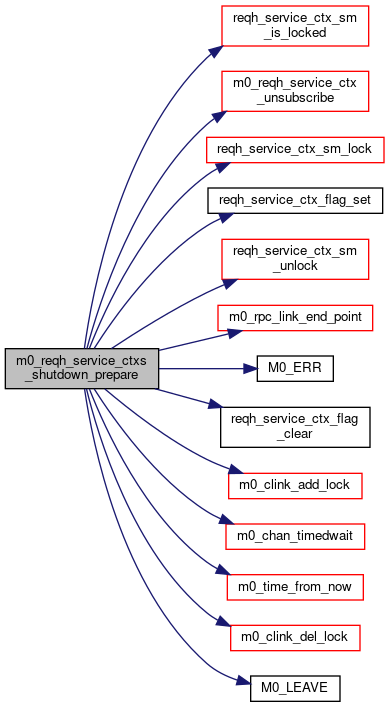 reqh_service_ctx_sm
_is_locked
m0_reqh_service_ctx
_unsubscribe
reqh_service_ctx_sm_lock
reqh_service_ctx_flag_set
reqh_service_ctx_sm
_unlock
m0_rpc_link_end_point
m0_reqh_service_ctxs
_shutdown_prepare
M0_ERR
reqh_service_ctx_flag
_clear
m0_clink_add_lock
m0_chan_timedwait
m0_time_from_now
m0_clink_del_lock
M0_LEAVE